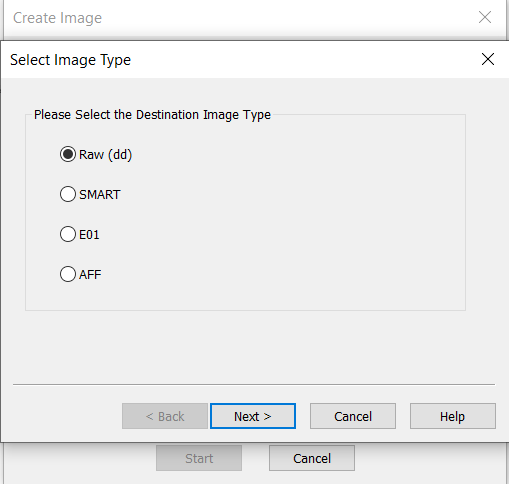 Create Image
Select Image Type
Please Select the Destination Image Type
Raw (dd)
SMART
E01
AFF
< Back
Next >
Cancel
Help
Start
Cancel